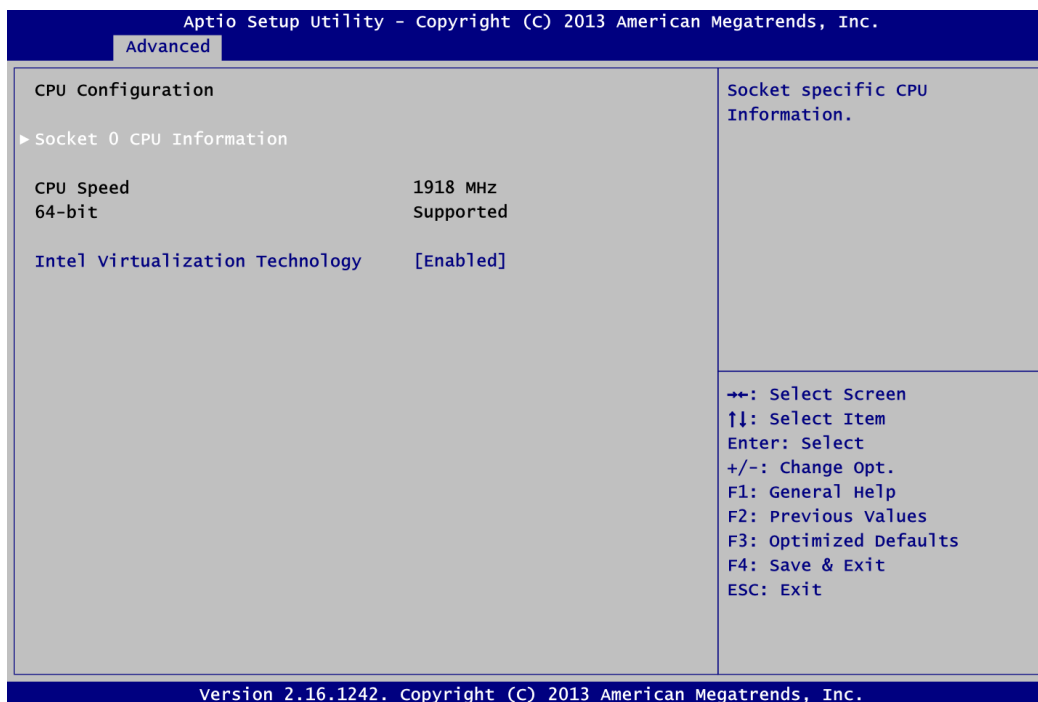 Aptio Setup Utility - Copyright (C) 2013 American Megatrends, Inc.
Advanced
CPU Configuration
▶ Socket 0 CPU Information
CPU Speed 1918 MHz
64-bit Supported
Intel Virtualization Technology [Enabled]
Socket specific CPU
Information.
→←: Select Screen
↑↓: Select Item
Enter: Select
+/-: Change Opt.
F1: General Help
F2: Previous Values
F3: Optimized Defaults
F4: Save & Exit
ESC: Exit
Version 2.16.1242. Copyright (C) 2013 American Megatrends, Inc.